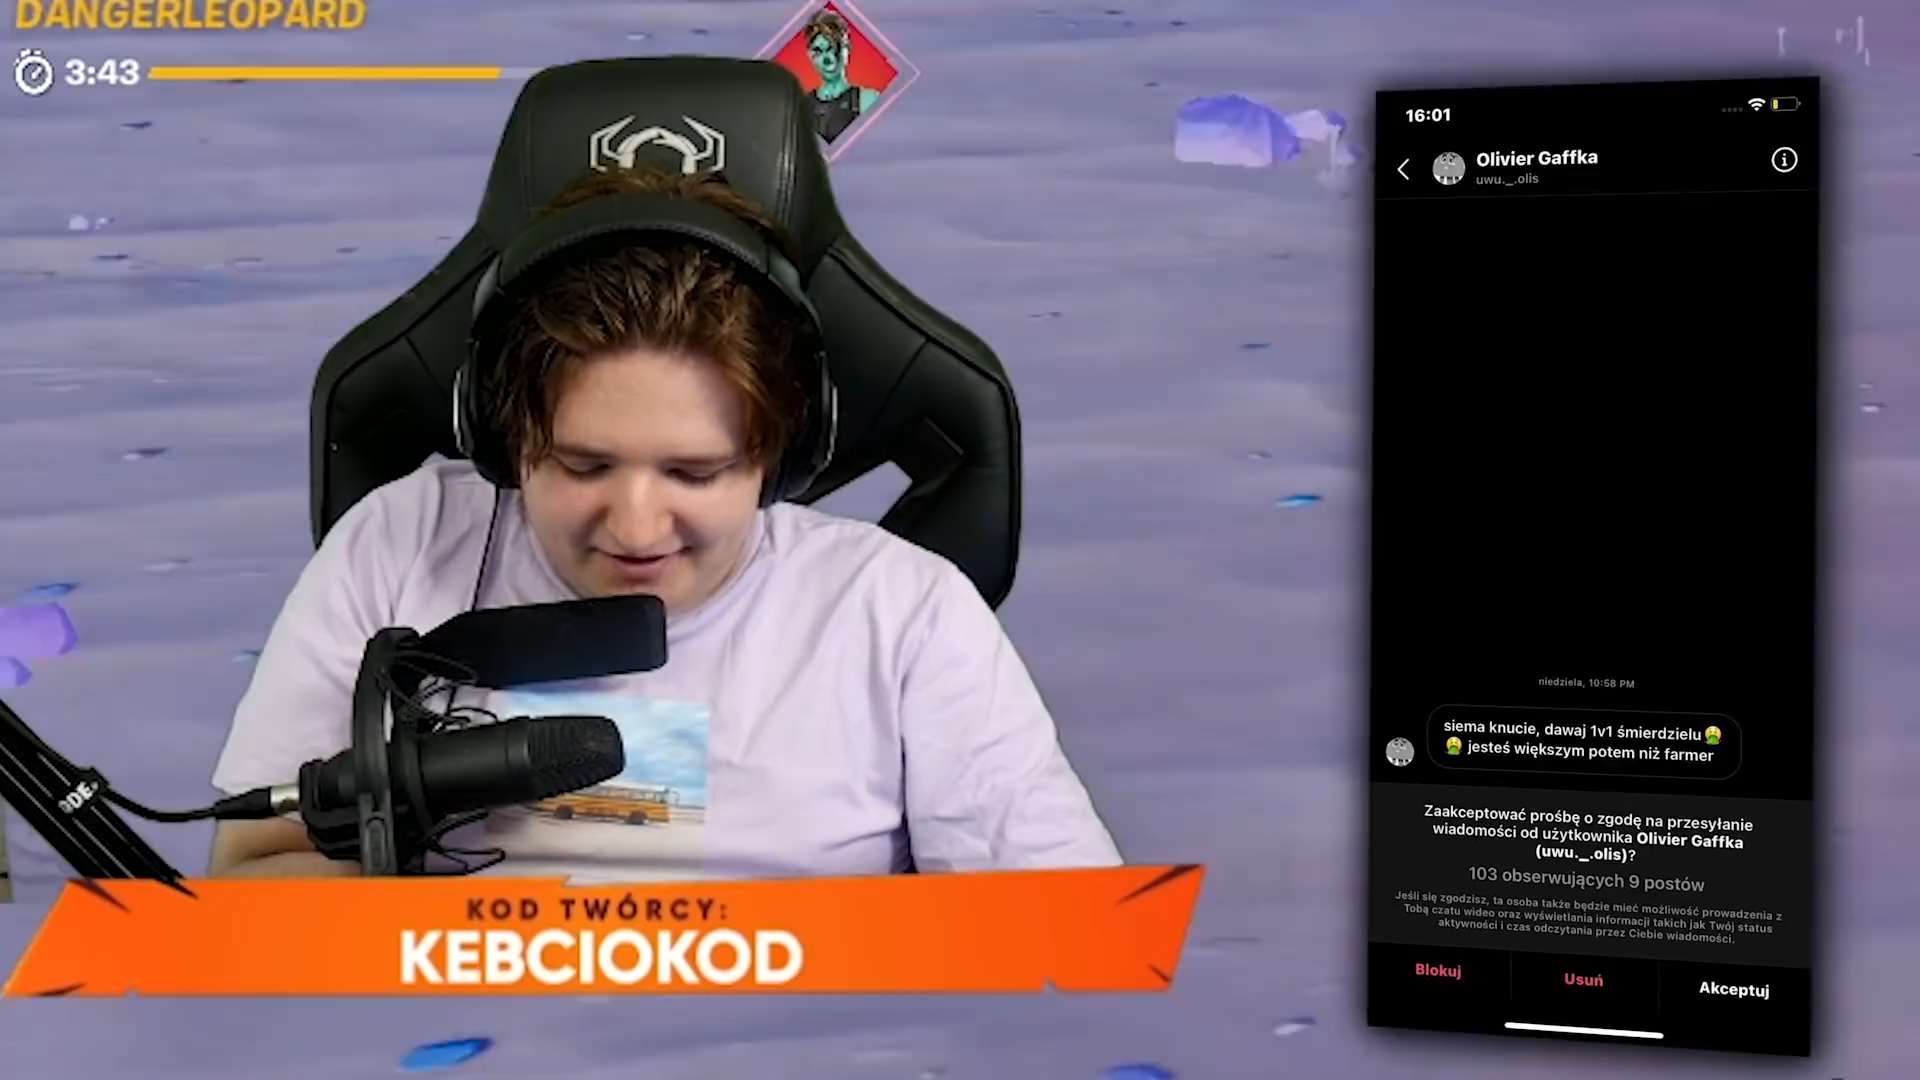 DANGERLEOPARD
3:43
16:01
Olivier Gaffka
uwu._.olis
niedziela, 10:58 PM
siema knucie, dawaj 1v1 śmierdzielu🤮
🤮 jesteś większym potem niż farmer
Zaakceptować prośbę o zgodę na przesyłanie
wiadomości od użytkownika Olivier Gaffka
(uwu._.olis)?
103 obserwujących 9 postów
Jeśli się zgodzisz, ta osoba także będzie mieć możliwość prowadzenia z
Tobą czatu wideo oraz wyświetlania informacji takich jak Twój status
aktywności i czas odczytania przez Ciebie wiadomości.
Blokuj
Usuń
Akceptuj
KOD TWÓRCY:
KEBCIOKOD